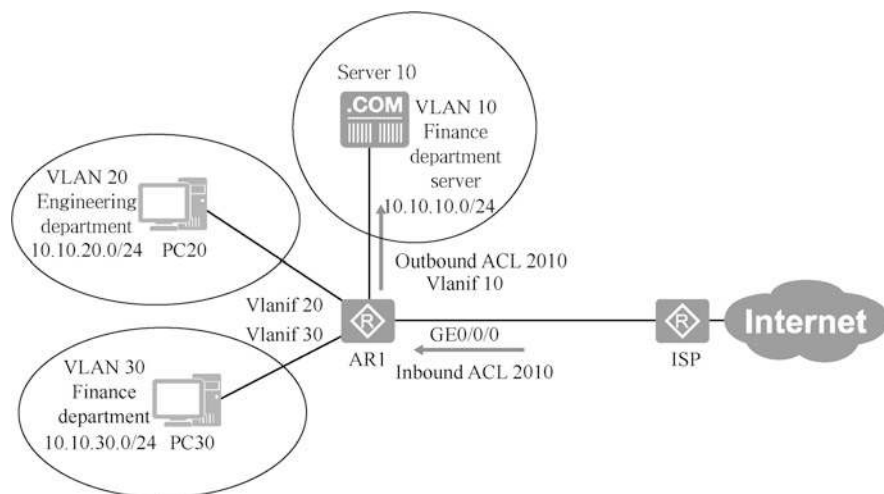 Server 10
.COM
VLAN 10
Finance
department
server
10.10.10.0/24
VLAN 20
Engineering
department
10.10.20.0/24
PC20
Outbound ACL 2010
Vlanif 10
Vlanif 20
Vlanif 30
R
AR1
GE0/0/0
Inbound ACL 2010
R
ISP
Internet
VLAN 30
Finance
department
10.10.30.0/24
PC30